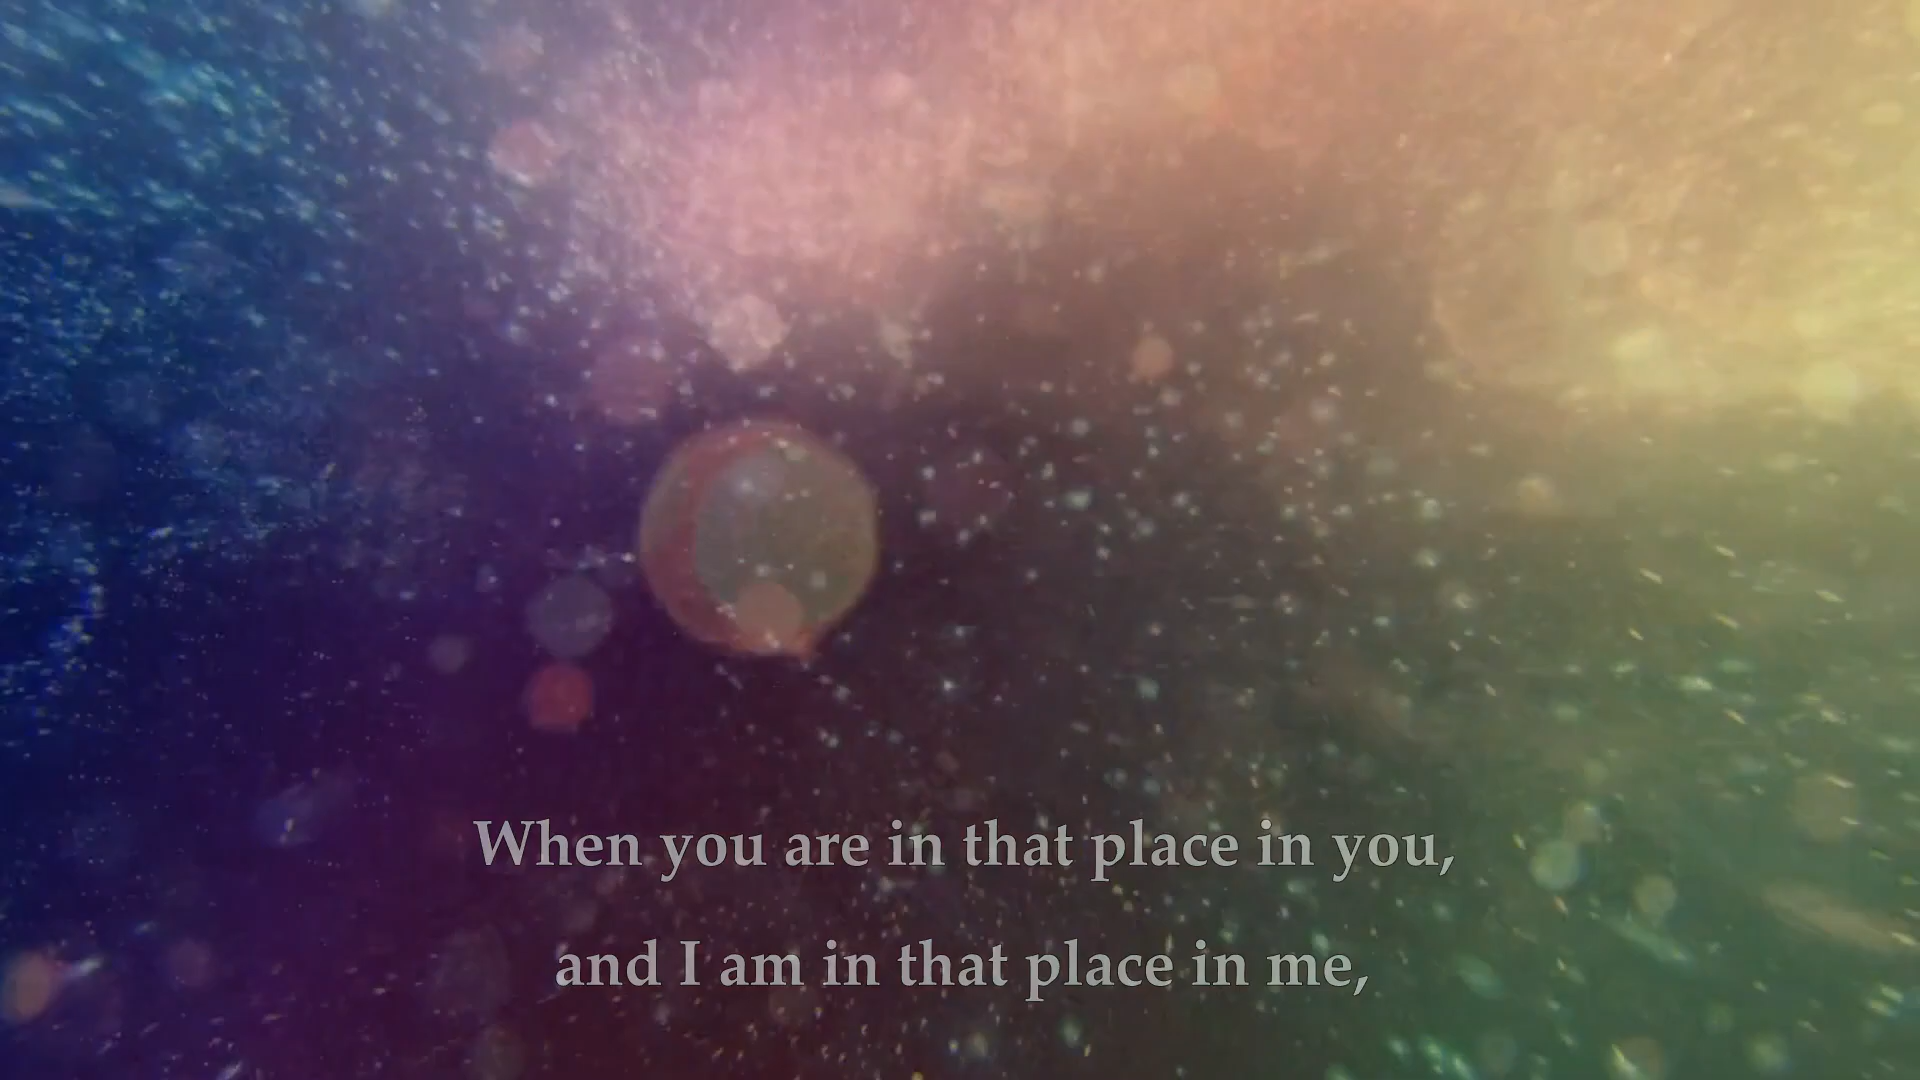 When you are in that place in you,
and I am in that place in me,